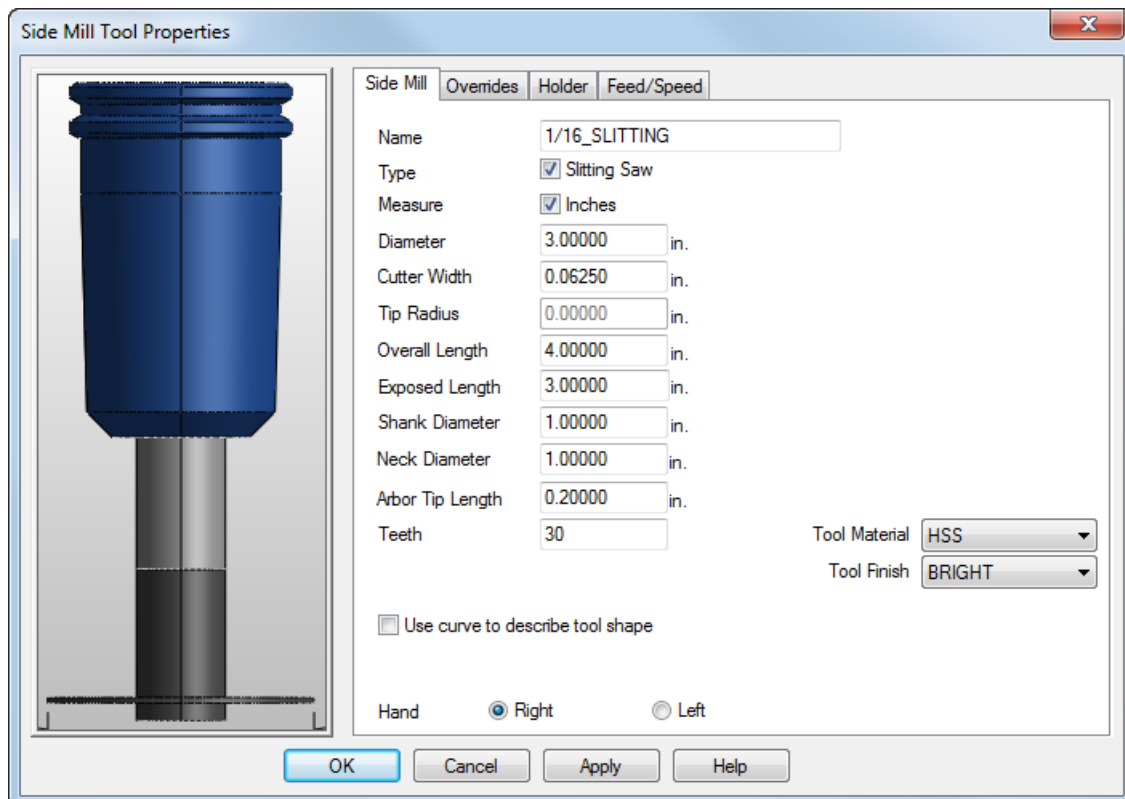 Side Mill Tool Properties
Side Mill Overrides Holder Feed/Speed
Name 1/16_SLITTING
Type Slitting Saw
Measure Inches
Diameter 3.00000 in.
Cutter Width 0.06250 in.
Tip Radius 0.00000 in.
Overall Length 4.00000 in.
Exposed Length 3.00000 in.
Shank Diameter 1.00000 in.
Neck Diameter 1.00000 in.
Arbor Tip Length 0.20000 in.
Teeth 30 Tool Material HSS
Tool Finish BRIGHT
Use curve to describe tool shape
Hand Right Left
OK Cancel Apply Help